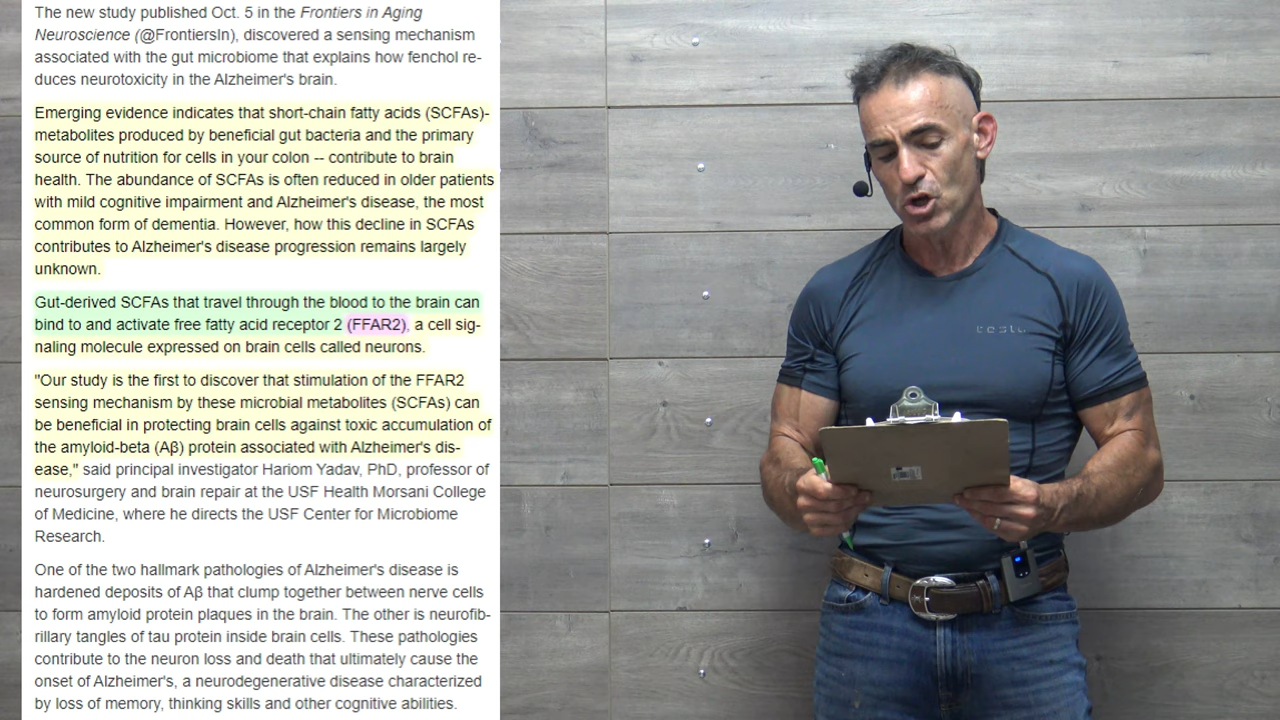 The new study published Oct. 5 in the Frontiers in Aging
Neuroscience (@FrontiersIn), discovered a sensing mechanism
associated with the gut microbiome that explains how fenchol re-
duces neurotoxicity in the Alzheimer's brain.
Emerging evidence indicates that short-chain fatty acids (SCFAs)-
metabolites produced by beneficial gut bacteria and the primary
source of nutrition for cells in your colon -- contribute to brain
health. The abundance of SCFAs is often reduced in older patients
with mild cognitive impairment and Alzheimer's disease, the most
common form of dementia. However, how this decline in SCFAs
contributes to Alzheimer's disease progression remains largely
unknown.
Gut-derived SCFAs that travel through the blood to the brain can
bind to and activate free fatty acid receptor 2 (FFAR2), a cell sig-
naling molecule expressed on brain cells called neurons.
"Our study is the first to discover that stimulation of the FFAR2
sensing mechanism by these microbial metabolites (SCFAs) can
be beneficial in protecting brain cells against toxic accumulation of
the amyloid-beta (Aβ) protein associated with Alzheimer's dis-
ease," said principal investigator Hariom Yadav, PhD, professor of
neurosurgery and brain repair at the USF Health Morsani College
of Medicine, where he directs the USF Center for Microbiome
Research.
One of the two hallmark pathologies of Alzheimer's disease is
hardened deposits of Aβ that clump together between nerve cells
to form amyloid protein plaques in the brain. The other is neurofib-
rillary tangles of tau protein inside brain cells. These pathologies
contribute to the neuron loss and death that ultimately cause the
onset of Alzheimer's, a neurodegenerative disease characterized
by loss of memory, thinking skills and other cognitive abilities.